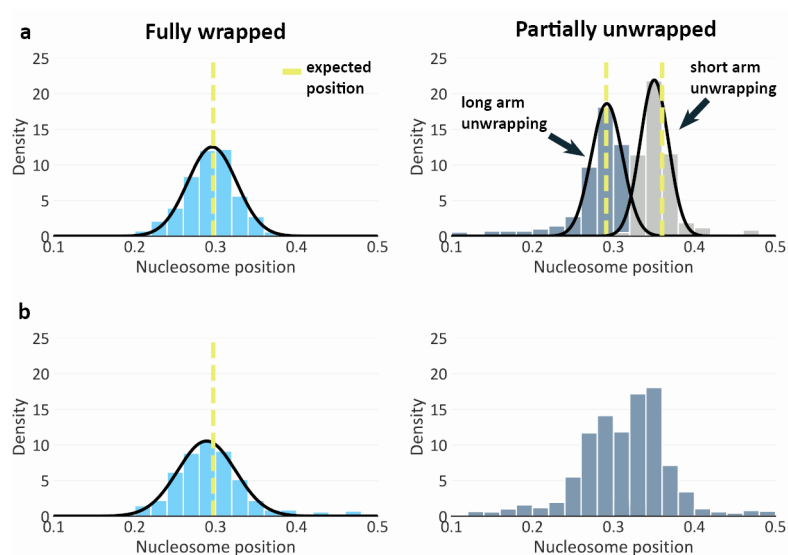 a
Fully wrapped
Partially unwrapped
25
20
15
10
5
0
Density
0.1 0.2 0.3 0.4 0.5
Nucleosome position
expected
position
25
20
15
10
5
0
Density
0.1 0.2 0.3 0.4 0.5
Nucleosome position
long arm
unwrapping
short arm
unwrapping
b
25
20
15
10
5
0
Density
0.1 0.2 0.3 0.4 0.5
Nucleosome position
25
20
15
10
5
0
Density
0.1 0.2 0.3 0.4 0.5
Nucleosome position